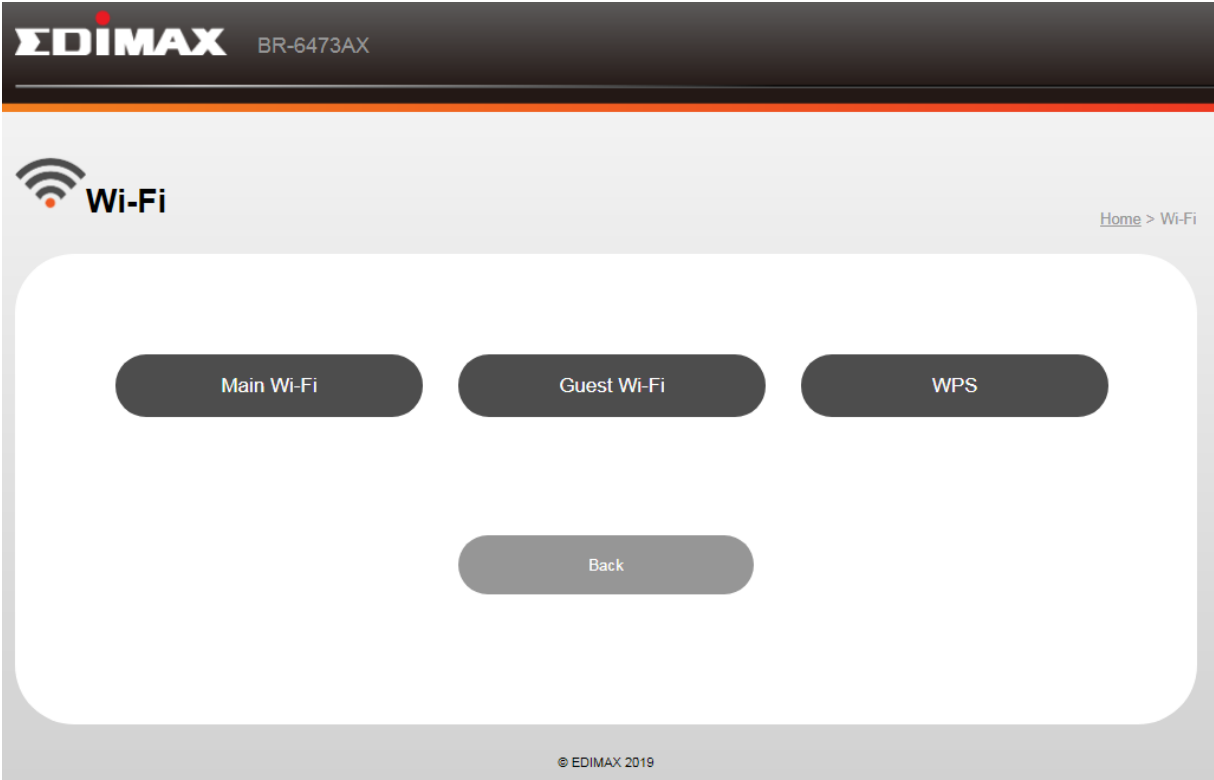 EDIMAX BR-6473AX
Wi-Fi
Home > Wi-Fi
Main Wi-Fi Guest Wi-Fi WPS
Back
© EDIMAX 2019